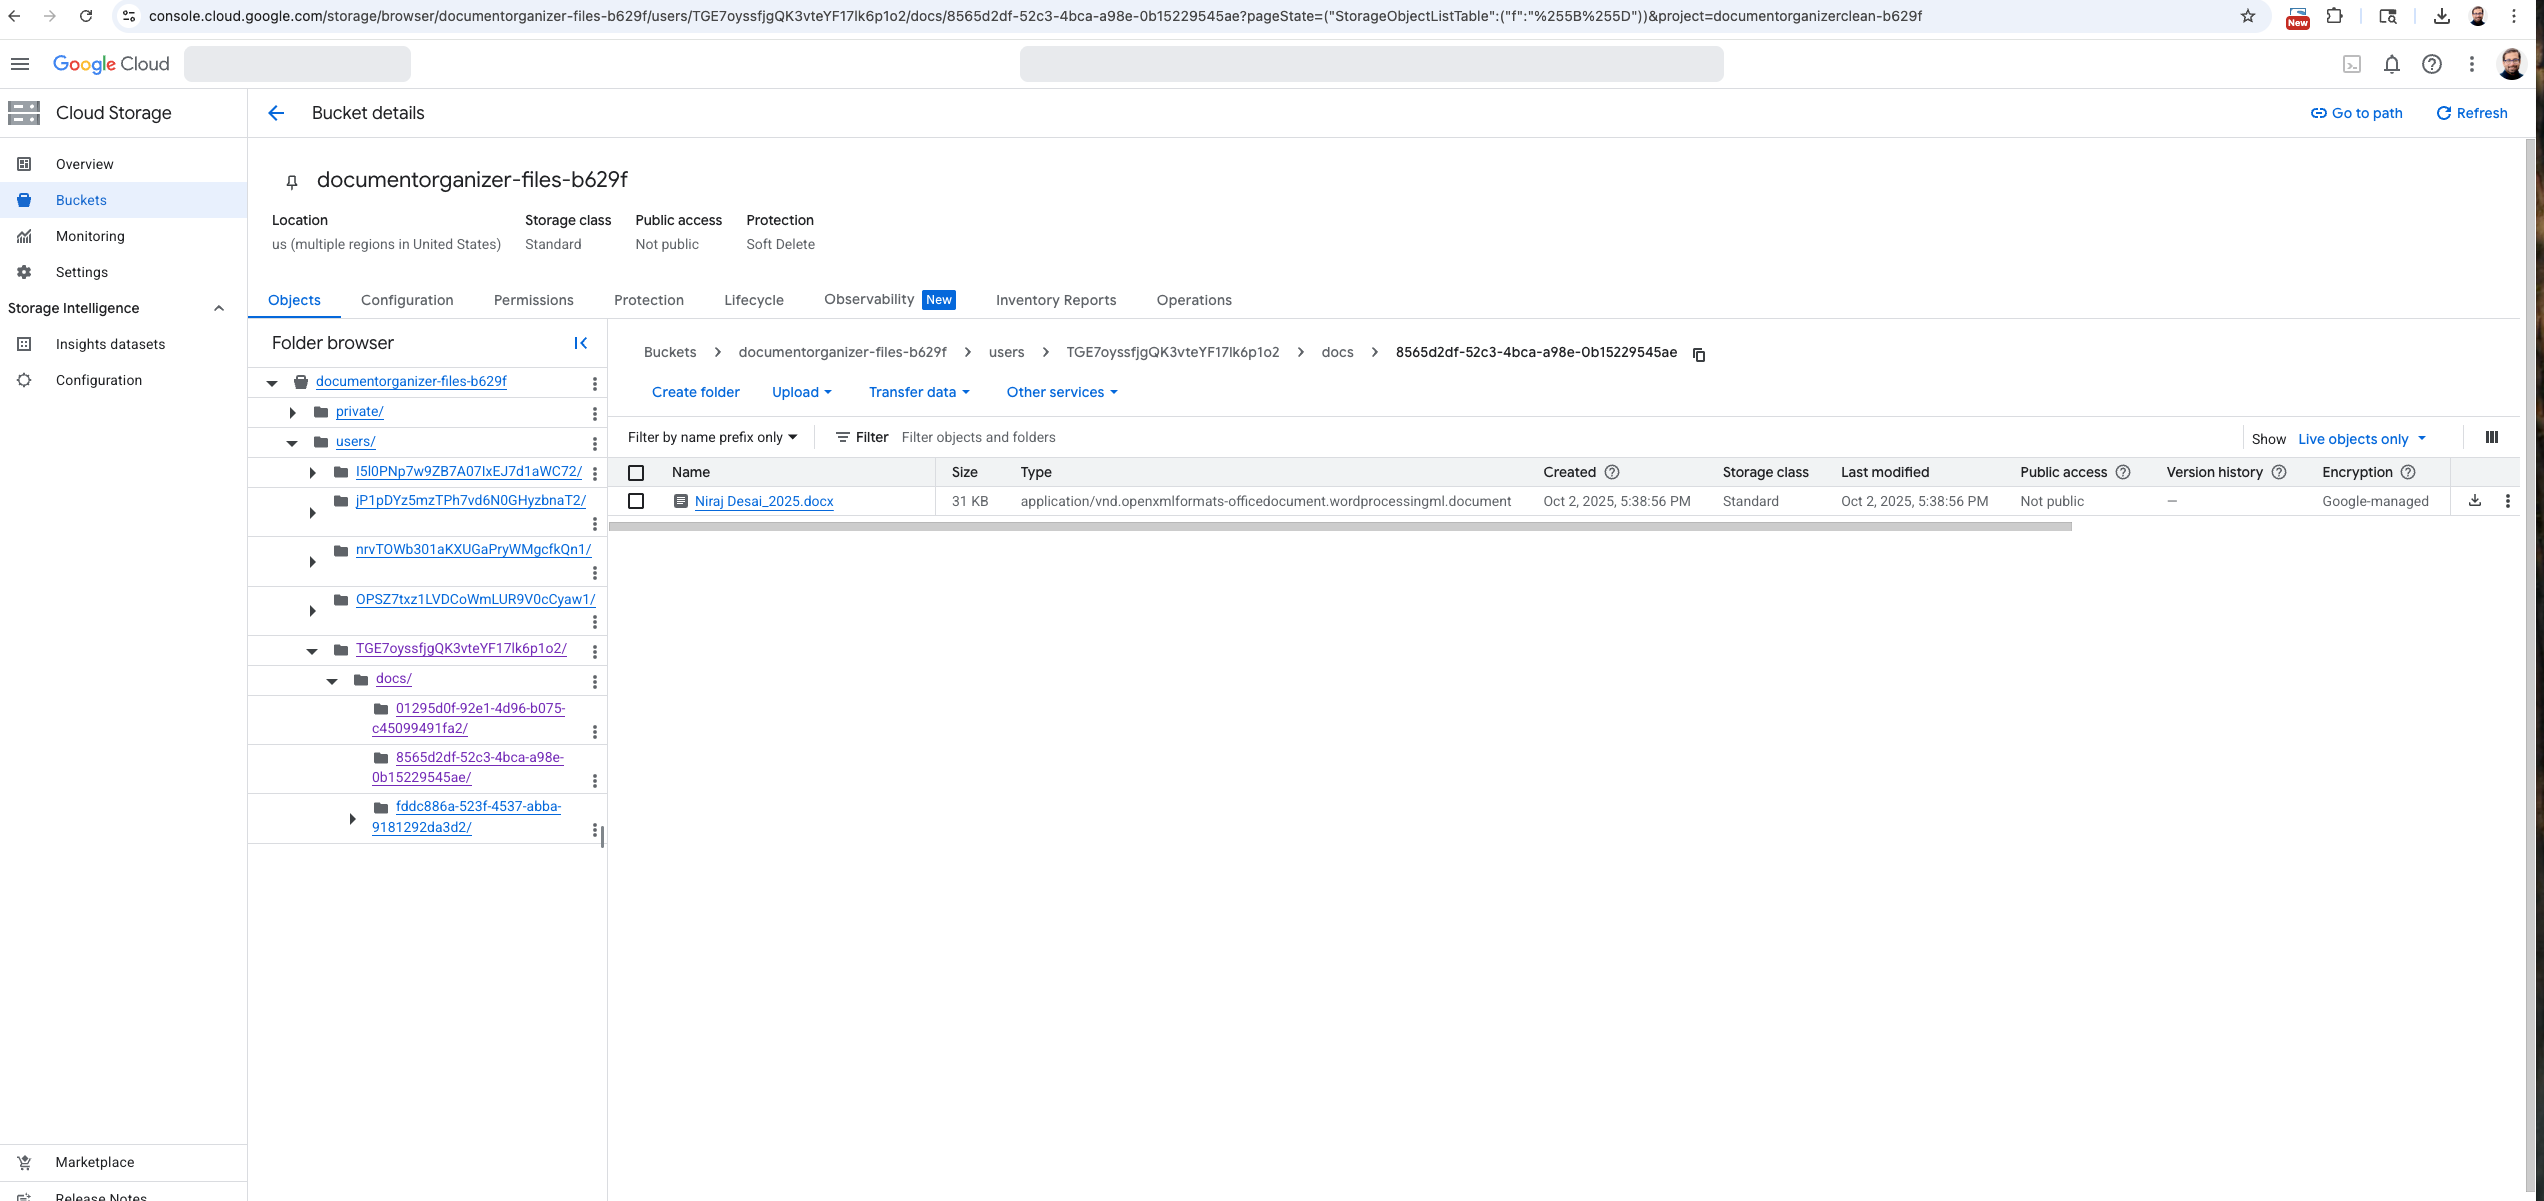 console.cloud.google.com/storage/browser/documentorganizer-files-b629f/users/TGE7oyssfjgQK3vteYF17lk6p1o2/docs/8565d2df-52c3-4bca-a98e-0b15229545ae?pageState=("StorageObjectListTable":("f":"%255B%255D"))&project=documentorganizerclean-b629f
New
Google Cloud
Cloud Storage
Bucket details
Go to path
Refresh
Overview
Buckets
Monitoring
Settings
Storage Intelligence
Insights datasets
Configuration
Marketplace
Release Notes
documentorganizer-files-b629f
Location Storage class Public access Protection
us (multiple regions in United States) Standard Not public Soft Delete
Objects Configuration Permissions Protection Lifecycle Observability New Inventory Reports Operations
Folder browser
documentorganizer-files-b629f
private/
users/
I5l0PNp7w9ZB7A07IxEJ7d1aWC72/
jP1pDYz5mzTPh7vd6N0GHyzbnaT2/
nrvTOWb301aKXUGaPryWMgcfkQn1/
OPSZ7txz1LVDCoWmLUR9V0cCyaw1/
TGE7oyssfjgQK3vteYF17lk6p1o2/
docs/
01295d0f-92e1-4d96-b075-
c45099491fa2/
8565d2df-52c3-4bca-a98e-
0b15229545ae/
fddc886a-523f-4537-abba-
9181292da3d2/
Buckets documentorganizer-files-b629f users TGE7oyssfjgQK3vteYF17lk6p1o2 docs 8565d2df-52c3-4bca-a98e-0b15229545ae
Create folder Upload Transfer data Other services
Filter by name prefix only Filter Filter objects and folders Show Live objects only
Name Size Type Created Storage class Last modified Public access Version history Encryption
Niraj Desai_2025.docx 31 KB application/vnd.openxmlformats-officedocument.wordprocessingml.document Oct 2, 2025, 5:38:56 PM Standard Oct 2, 2025, 5:38:56 PM Not public — Google-managed